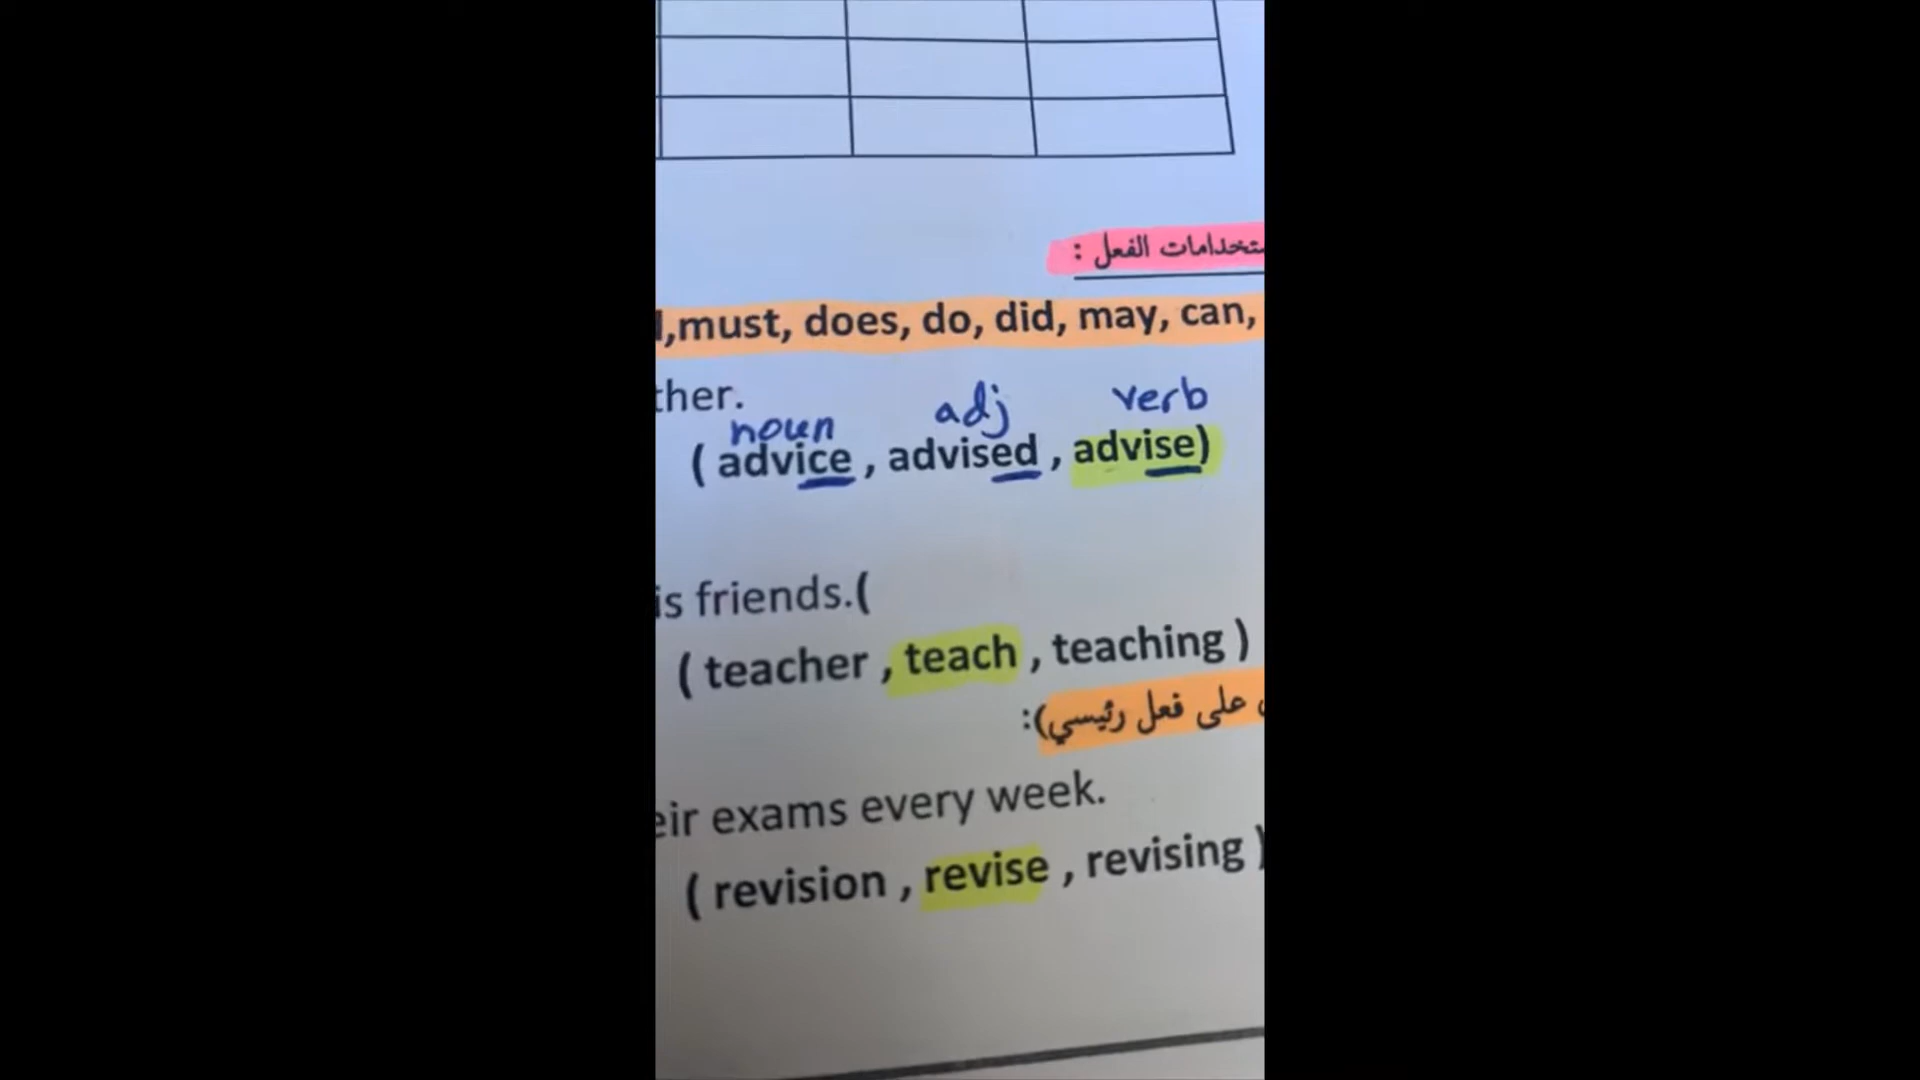 استخدامات الفعل :
,must, does, do, did, may, can,
ther.
noun adj verb
( advice , advised , advise)
is friends.(
( teacher , teach , teaching )
على فعل رئيسي):
eir exams every week.
( revision , revise , revising )